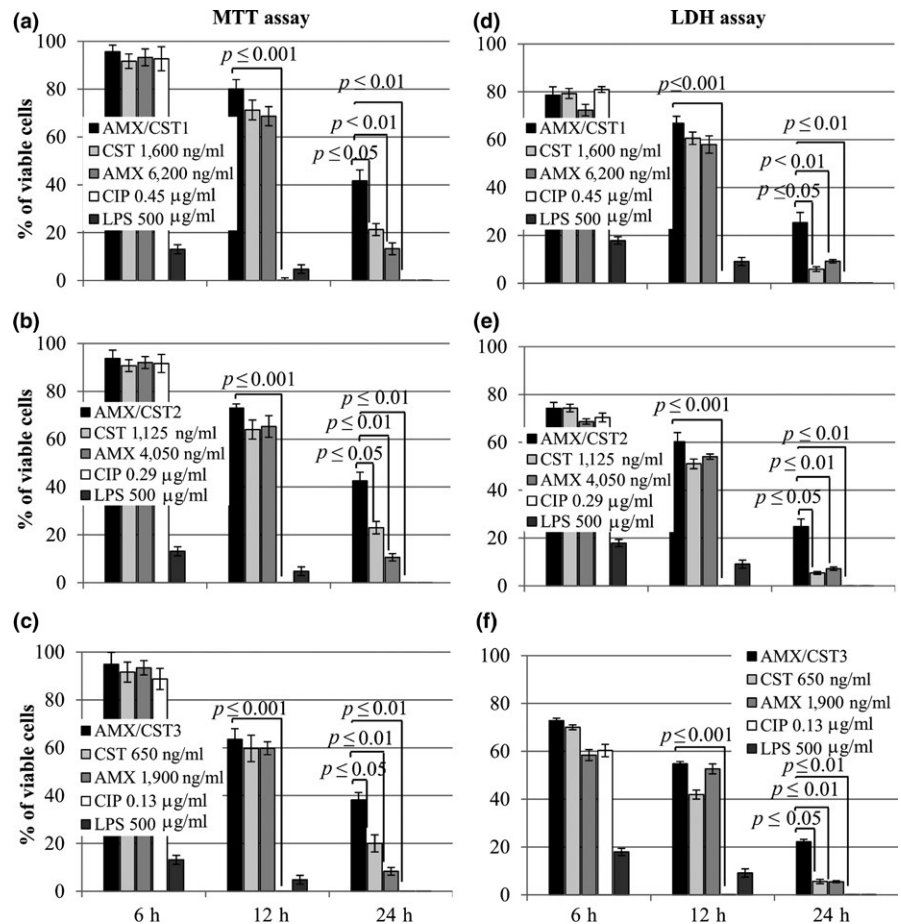 MTT assay
(a)
% of viable cells
100
80
60
40
20
0
p ≤ 0.001
p ≤ 0.01
p ≤ 0.01
p ≤ 0.05
AMX/CST1
CST 1,600 ng/ml
AMX 6,200 ng/ml
CIP 0.45 µg/ml
LPS 500 µg/ml
(b)
% of viable cells
100
80
60
40
20
0
p ≤ 0.001
p ≤ 0.01
p ≤ 0.01
p ≤ 0.05
AMX/CST2
CST 1,125 ng/ml
AMX 4,050 ng/ml
CIP 0.29 µg/ml
LPS 500 µg/ml
(c)
% of viable cells
100
80
60
40
20
0
p ≤ 0.001
p ≤ 0.01
p ≤ 0.01
p ≤ 0.05
AMX/CST3
CST 650 ng/ml
AMX 1,900 ng/ml
CIP 0.13 µg/ml
LPS 500 µg/ml
6 h
12 h
24 h
LDH assay
(d)
100
80
60
40
20
0
p ≤ 0.001
p ≤ 0.01
p ≤ 0.01
p ≤ 0.05
AMX/CST1
CST 1,600 ng/ml
AMX 6,200 ng/ml
CIP 0.45 µg/ml
LPS 500 µg/ml
(e)
100
80
60
40
20
0
p ≤ 0.001
p ≤ 0.01
p ≤ 0.01
p ≤ 0.05
AMX/CST2
CST 1,125 ng/ml
AMX 4,050 ng/ml
CIP 0.29 µg/ml
LPS 500 µg/ml
(f)
100
80
60
40
20
0
AMX/CST3
CST 650 ng/ml
AMX 1,900 ng/ml
CIP 0.13 µg/ml
LPS 500 µg/ml
p ≤ 0.001
p ≤ 0.01
p ≤ 0.01
p ≤ 0.05
6 h
12 h
24 h